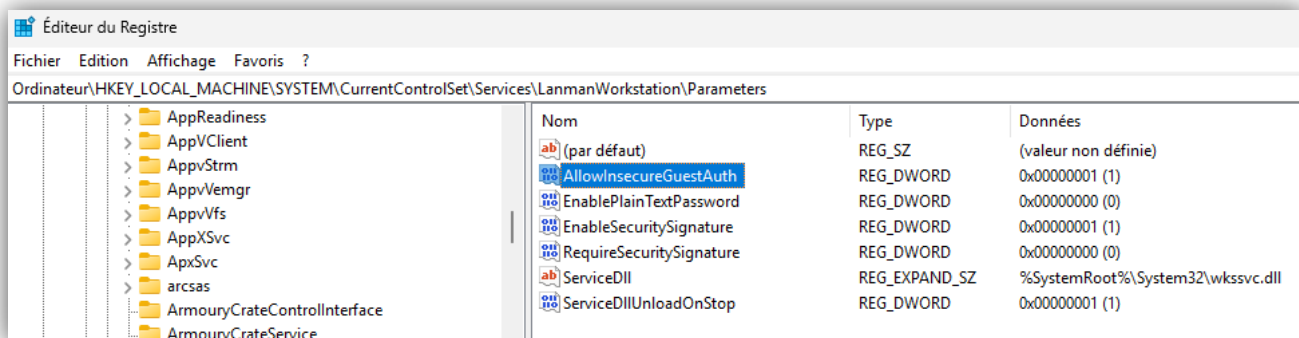 Éditeur du Registre
Fichier Edition Affichage Favoris ?
Ordinateur\HKEY_LOCAL_MACHINE\SYSTEM\CurrentControlSet\Services\LanmanWorkstation\Parameters
AppReadiness
AppVClient
AppvStrm
AppvVemgr
AppvVfs
AppXSvc
ApxSvc
arcsas
ArmouryCrateControlInterface
ArmouryCrateService
Nom Type Données
(par défaut) REG_SZ (valeur non définie)
AllowInsecureGuestAuth REG_DWORD 0x00000001 (1)
EnablePlainTextPassword REG_DWORD 0x00000000 (0)
EnableSecuritySignature REG_DWORD 0x00000001 (1)
RequireSecuritySignature REG_DWORD 0x00000000 (0)
ServiceDll REG_EXPAND_SZ %SystemRoot%\System32\wkssvc.dll
ServiceDllUnloadOnStop REG_DWORD 0x00000001 (1)